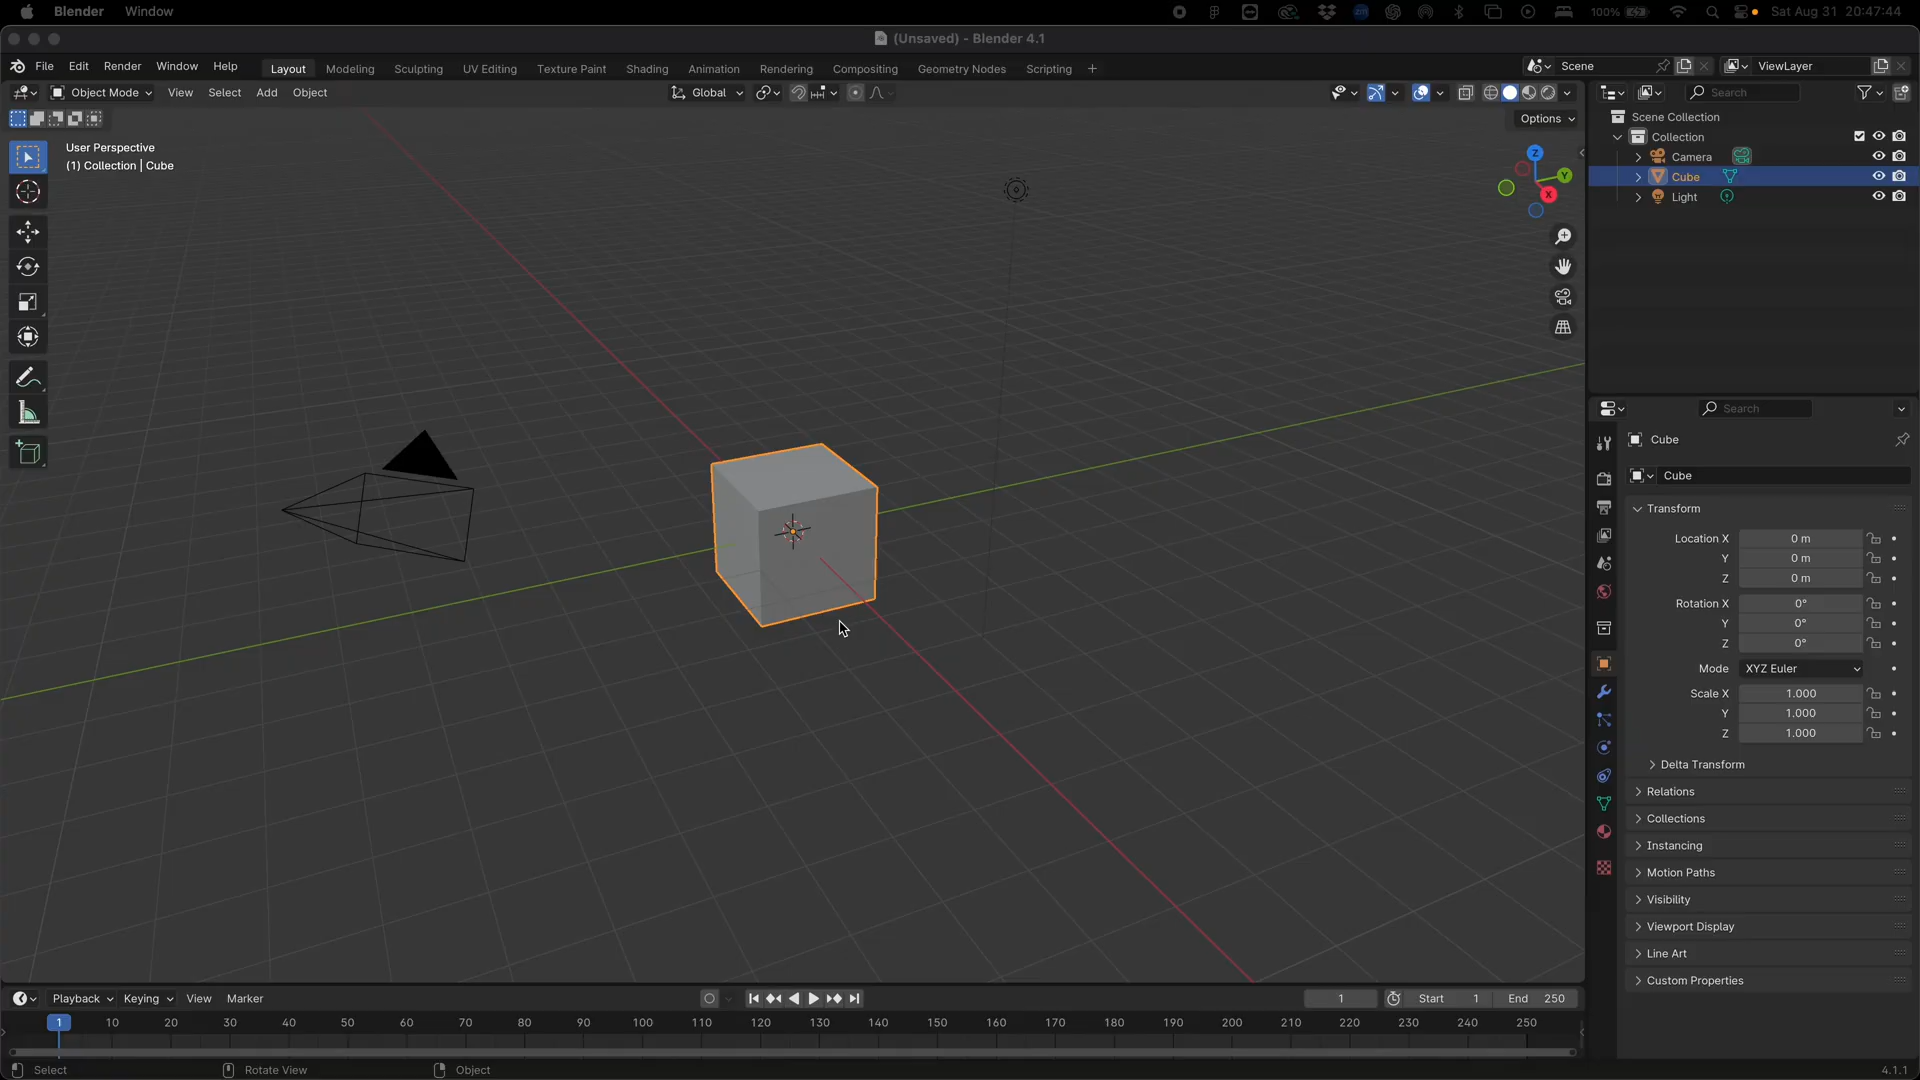 Blender Window 100% Sat Aug 31 20:47:44
(Unsaved) - Blender 4.1
File Edit Render Window Help Layout Modeling Sculpting UV Editing Texture Paint Shading Animation Rendering Compositing Geometry Nodes Scripting + Scene ViewLayer
Object Mode View Select Add Object Global Search
Options
User Perspective
(1) Collection | Cube
Z
Y
X
Scene Collection
Collection
Camera
Cube
Light
Search
Cube
Cube
Transform
Location X 0 m
Y 0 m
Z 0 m
Rotation X 0°
Y 0°
Z 0°
Mode XYZ Euler
Scale X 1.000
Y 1.000
Z 1.000
Delta Transform
Relations
Collections
Instancing
Motion Paths
Visibility
Viewport Display
Line Art
Custom Properties
Playback Keying View Marker 1 Start 1 End 250
1 10 20 30 40 50 60 70 80 90 100 110 120 130 140 150 160 170 180 190 200 210 220 230 240 250
Select Rotate View Object 4.1.1